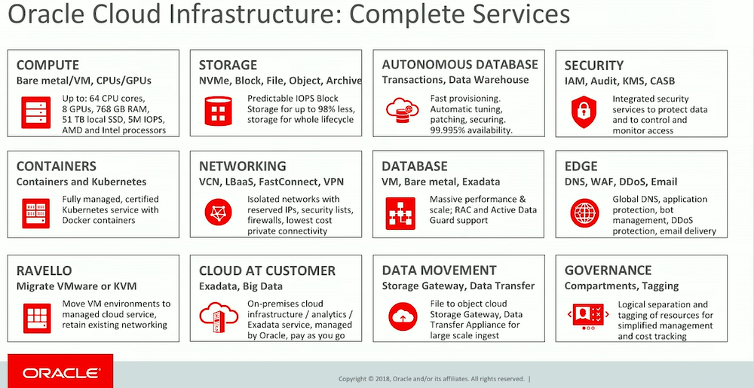 Oracle Cloud Infrastructure: Complete Services
COMPUTE
Bare metal/VM, CPUs/GPUs
Up to: 64 CPU cores,
8 GPUs, 768 GB RAM,
51 TB local SSD, 5M IOPS,
AMD and Intel processors
STORAGE
NVMe, Block, File, Object, Archive
Predictable IOPS Block
Storage for up to 98% less,
storage for whole lifecycle
AUTONOMOUS DATABASE
Transactions, Data Warehouse
Fast provisioning.
Automatic tuning,
patching, securing.
99.995% availability.
SECURITY
IAM, Audit, KMS, CASB
Integrated security
services to protect data
and to control and
monitor access
CONTAINERS
Containers and Kubernetes
Fully managed, certified
Kubernetes service with
Docker containers
NETWORKING
VCN, LBaaS, FastConnect, VPN
Isolated networks with
reserved IPs, security lists,
firewalls, lowest cost
private connectivity
DATABASE
VM, Bare metal, Exadata
Massive performance &
scale; RAC and Active Data
Guard support
EDGE
DNS, WAF, DDoS, Email
Global DNS, application
protection, bot
management, DDoS
protection, email delivery
RAVELLO
Migrate VMware or KVM
Move VM environments to
managed cloud service,
retain existing networking
CLOUD AT CUSTOMER
Exadata, Big Data
On-premises cloud
infrastructure / analytics /
Exadata service, managed
by Oracle, pay as you go
DATA MOVEMENT
Storage Gateway, Data Transfer
File to object cloud
Storage Gateway, Data
Transfer Appliance for
large scale ingest
GOVERNANCE
Compartments, Tagging
Logical separation and
tagging of resources for
simplified management
and cost tracking
ORACLE®
Copyright © 2018, Oracle and/or its affiliates. All rights reserved. |